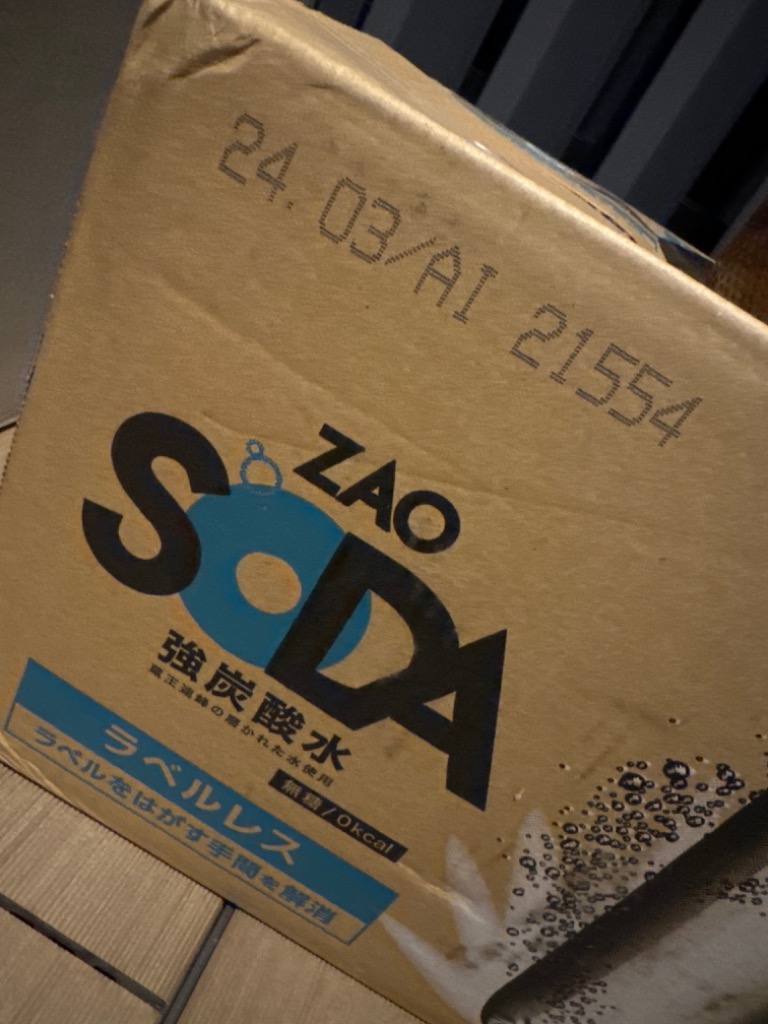 24. 03/AI 21554
ZAO
SODA
強炭酸水
蔵王連峰の磨かれた水使用
無糖/0kcal
ラベルレス
ラベルをはがす手間を解消